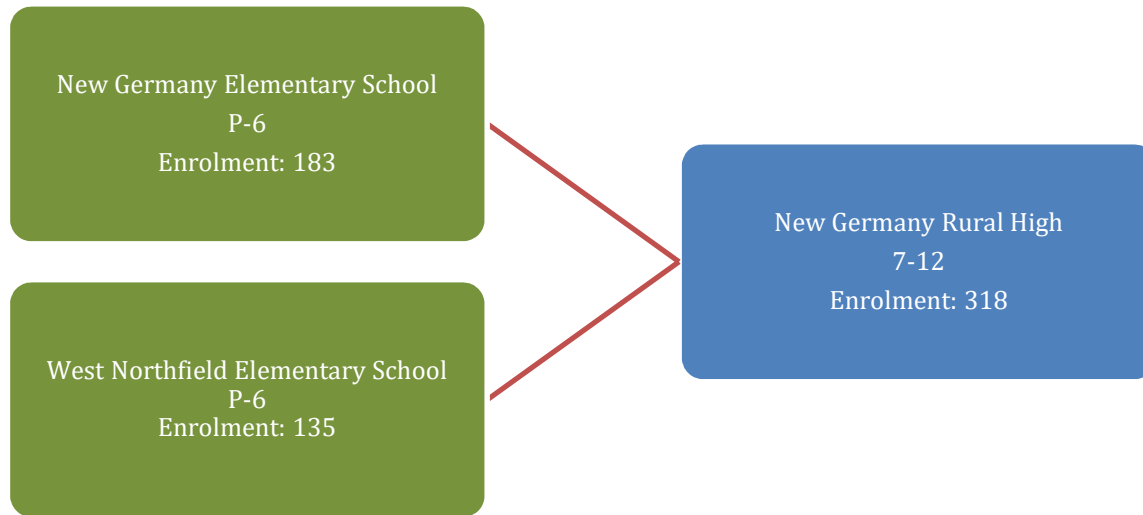 New Germany Elementary School
P-6
Enrolment: 183
West Northfield Elementary School
P-6
Enrolment: 135
New Germany Rural High
7-12
Enrolment: 318